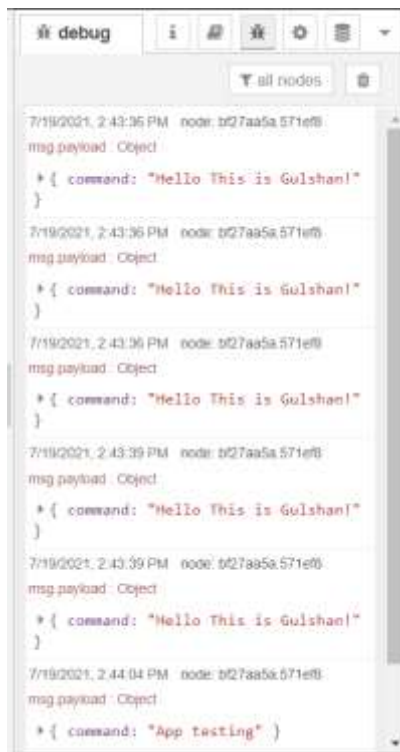 debug
all nodes
7/19/2021, 2:43:36 PM node: bf27aa5a.571ef8
msg.payload : Object
{ command: "Hello This is Gulshan!"
}
7/19/2021, 2:43:36 PM node: bf27aa5a.571ef8
msg.payload : Object
{ command: "Hello This is Gulshan!"
}
7/19/2021, 2:43:36 PM node: bf27aa5a.571ef8
msg.payload : Object
{ command: "Hello This is Gulshan!"
}
7/19/2021, 2:43:39 PM node: bf27aa5a.571ef8
msg.payload : Object
{ command: "Hello This is Gulshan!"
}
7/19/2021, 2:43:39 PM node: bf27aa5a.571ef8
msg.payload : Object
{ command: "Hello This is Gulshan!"
}
7/19/2021, 2:44:04 PM node: bf27aa5a.571ef8
msg.payload : Object
{ command: "App testing" }